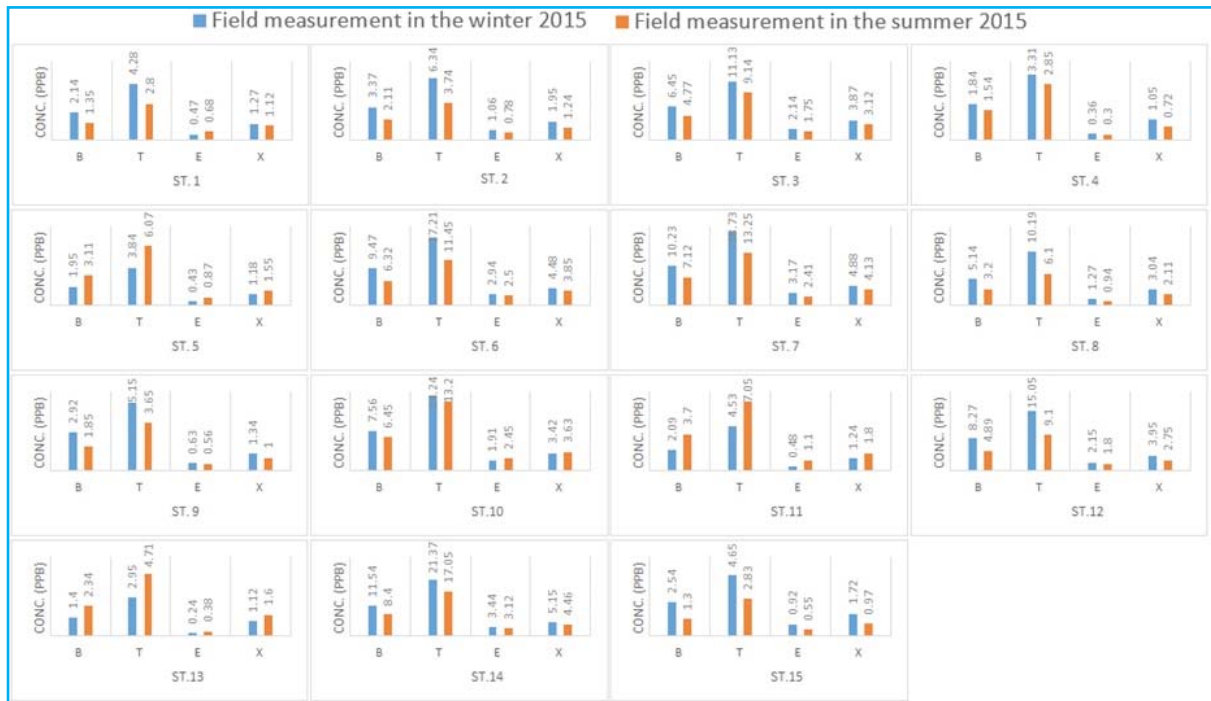 Field measurement in the winter 2015 Field measurement in the summer 2015
CONC. (PPB)
2.14 1.35 4.28 2.8 0.47 0.68 1.27 1.12
B T E X
ST. 1
3.37 2.11 6.34 3.74 1.06 0.78 1.95 1.24
B T E X
ST. 2
CONC. (PPB)
6.45 4.77 11.13 9.14 2.14 1.75 3.87 3.12
B T E X
ST. 3
CONC. (PPB)
1.84 1.54 3.31 2.85 0.36 0.3 1.05 0.72
B T E X
ST. 4
CONC. (PPB)
1.95 3.11 3.84 6.07 0.43 0.87 1.18 1.55
B T E X
ST. 5
CONC. (PPB)
9.47 6.32 11.45 2.94 2.5 4.48 3.85
B T E X
ST. 6
CONC. (PPB)
10.23 7.12 13.25 3.17 2.41 4.88 4.13
B T E X
ST. 7
CONC. (PPB)
5.14 3.2 10.19 6.1 1.27 0.94 3.04 2.11
B T E X
ST. 8
CONC. (PPB)
2.92 1.85 5.15 3.65 0.63 0.56 1.34 1
B T E X
ST. 9
CONC. (PPB)
7.56 6.45 13.2 1.91 2.45 3.42 3.63
B T E X
ST.10
CONC. (PPB)
2.09 3.7 4.53 7.05 0.48 1.1 1.24 1.8
B T E X
ST.11
CONC. (PPB)
8.27 4.89 15.05 9.1 2.15 1.8 3.95 2.75
B T E X
ST.12
CONC. (PPB)
1.4 2.34 2.95 4.71 0.24 0.38 1.12 1.6
B T E X
ST.13
CONC. (PPB)
11.54 8.4 21.37 17.05 3.44 3.12 5.15 4.46
B T E X
ST.14
CONC. (PPB)
2.54 1.3 4.65 2.83 0.92 0.55 1.72 0.97
B T E X
ST.15